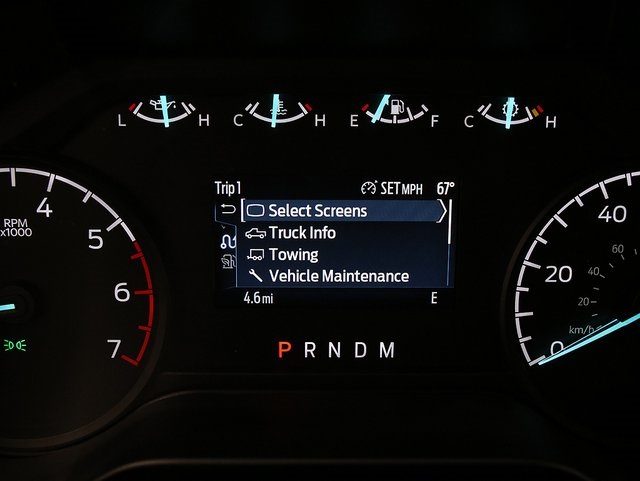 L H C H E F C H
Trip 1 SET MPH 67°
Select Screens
Truck Info
Towing
Vehicle Maintenance
4.6 mi E
P R N D M
RPM
x1000
4
5
6
7
40
20
0
60
40
20
km/h